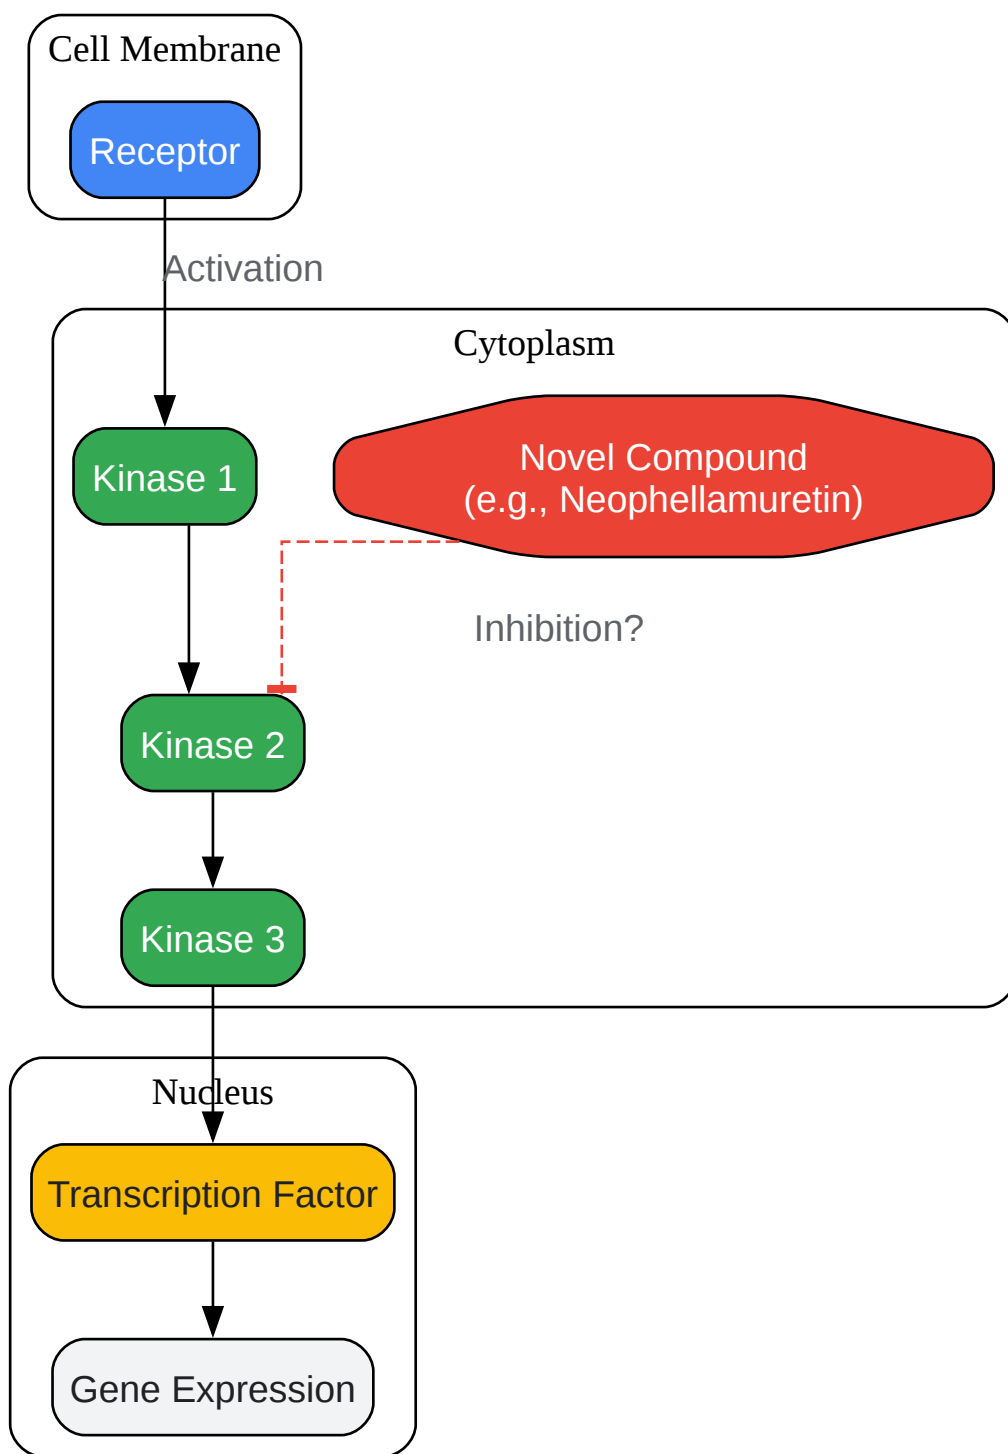 Cell Membrane
Receptor
Activation
Cytoplasm
Kinase 1
Novel Compound
(e.g., Neophellamuretin)
Inhibition?
Kinase 2
Kinase 3
Nucleus
Transcription Factor
Gene Expression